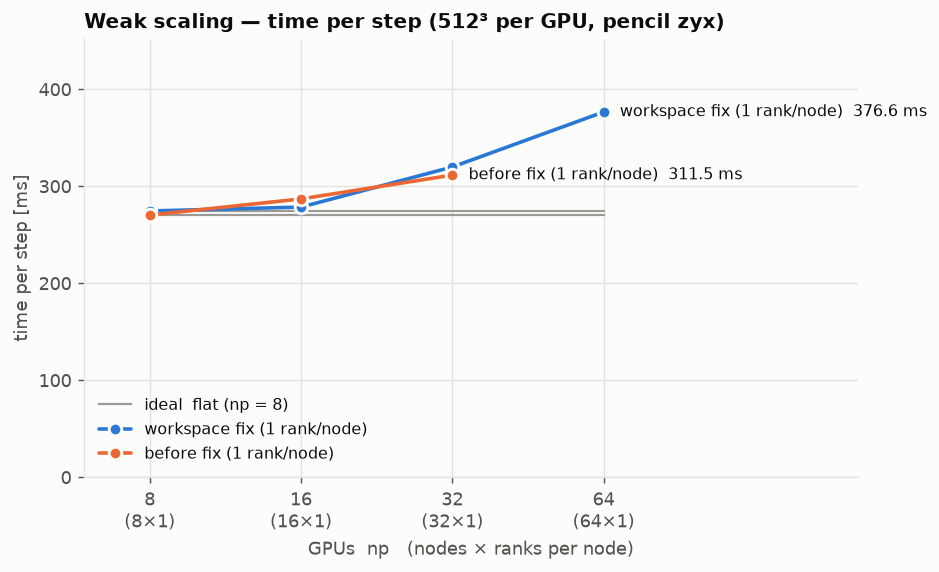 Weak scaling — time per step (512³ per GPU, pencil zyx)
400
300
200
100
0
time per step [ms]
workspace fix (1 rank/node)  376.6 ms
before fix (1 rank/node)  311.5 ms
ideal  flat (np = 8)
workspace fix (1 rank/node)
before fix (1 rank/node)
8
(8×1)
16
(16×1)
32
(32×1)
64
(64×1)
GPUs  np   (nodes × ranks per node)